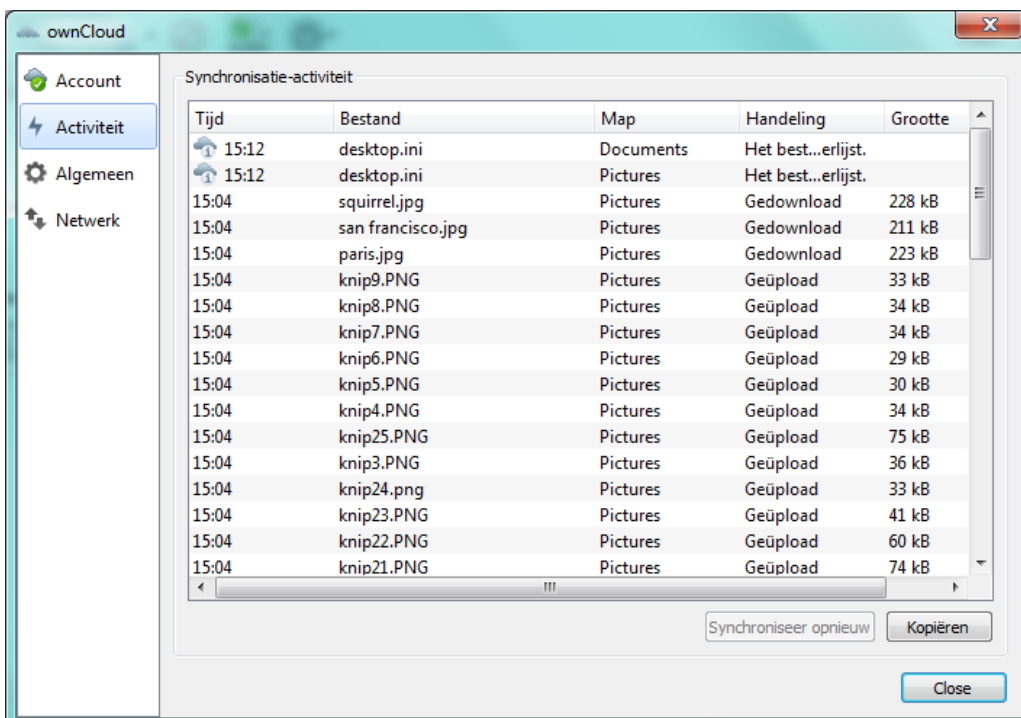 ownCloud
Account
Activiteit
Algemeen
Netwerk
Synchronisatie-activiteit
Tijd Bestand Map Handeling Grootte
15:12 desktop.ini Documents Het best...erlijst.
15:12 desktop.ini Pictures Het best...erlijst.
15:04 squirrel.jpg Pictures Gedownload 228 kB
15:04 san francisco.jpg Pictures Gedownload 211 kB
15:04 paris.jpg Pictures Gedownload 223 kB
15:04 knip9.PNG Pictures Geüpload 33 kB
15:04 knip8.PNG Pictures Geüpload 34 kB
15:04 knip7.PNG Pictures Geüpload 34 kB
15:04 knip6.PNG Pictures Geüpload 29 kB
15:04 knip5.PNG Pictures Geüpload 30 kB
15:04 knip4.PNG Pictures Geüpload 34 kB
15:04 knip25.PNG Pictures Geüpload 75 kB
15:04 knip3.PNG Pictures Geüpload 36 kB
15:04 knip24.png Pictures Geüpload 33 kB
15:04 knip23.PNG Pictures Geüpload 41 kB
15:04 knip22.PNG Pictures Geüpload 60 kB
15:04 knip21.PNG Pictures Geüpload 74 kB
Synchroniseer opnieuw Kopiëren
Close